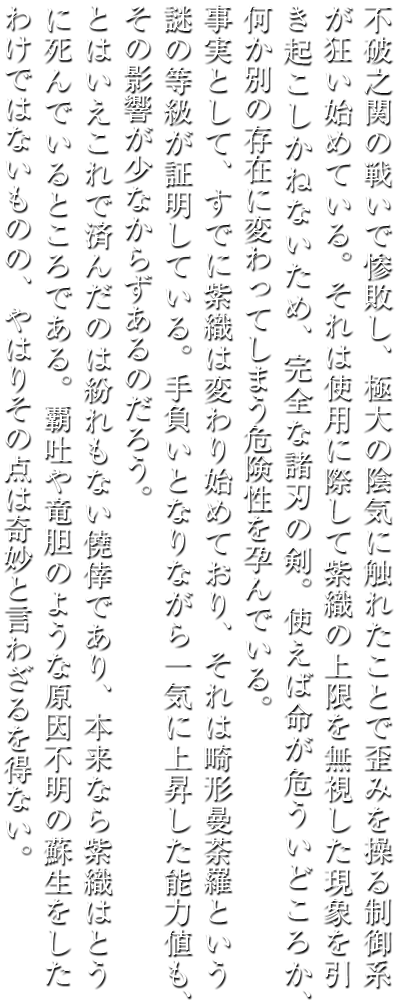 不破之関の戦いで惨敗し、極大の陰気に触れたことで歪みを操る制御系
が狂い始めている。それは使用に際して紫織の上限を無視した現象を引
き起こしかねないため、完全な諸刃の剣。使えば命が危ういどころか、
何か別の存在に変わってしまう危険性を孕んでいる。
事実として、すでに紫織は変わり始めており、それは畸形曼荼羅という
謎の等級が証明している。手負いとなりながら一気に上昇した能力値も、
その影響が少なからずあるのだろう。
とはいえこれで済んだのは紛れもない僥倖であり、本来なら紫織はとう
に死んでいるところである。覇吐や竜胆のような原因不明の蘇生をした
わけではないものの、やはりその点は奇妙と言わざるを得ない。